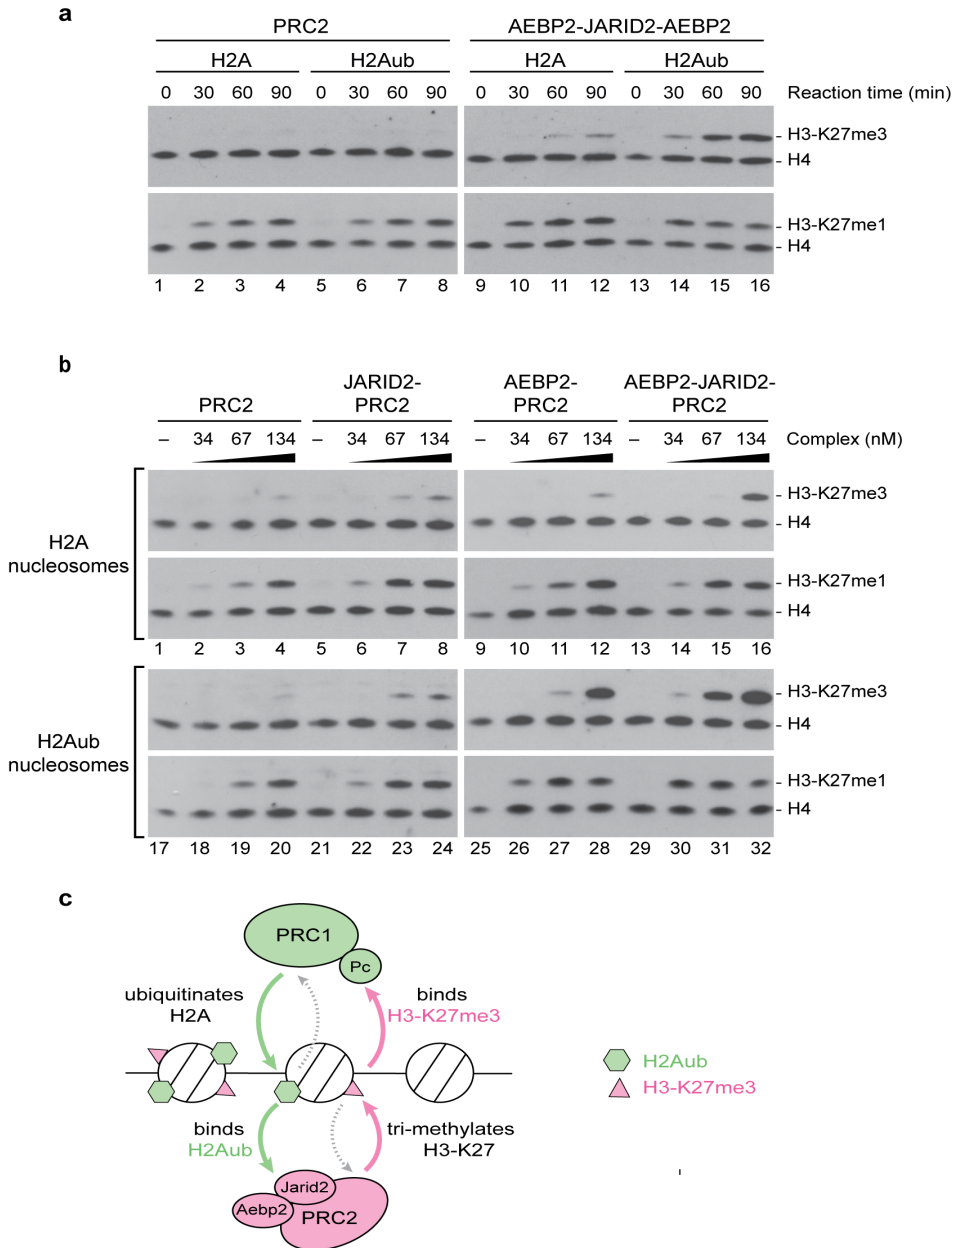 a
PRC2 AEBP2-JARID2-AEBP2
H2A H2Aub H2A H2Aub
0 30 60 90 0 30 60 90 0 30 60 90 0 30 60 90 Reaction time (min)
H3-K27me3
H4
H3-K27me1
H4
1 2 3 4 5 6 7 8 9 10 11 12 13 14 15 16
b
JARID2- AEBP2- AEBP2-JARID2-
PRC2 PRC2 PRC2 PRC2
– 34 67 134 – 34 67 134 – 34 67 134 – 34 67 134 Complex (nM)
H2A
nucleosomes
H3-K27me3
H4
H3-K27me1
H4
1 2 3 4 5 6 7 8 9 10 11 12 13 14 15 16
H2Aub
nucleosomes
H3-K27me3
H4
H3-K27me1
H4
17 18 19 20 21 22 23 24 25 26 27 28 29 30 31 32
c
PRC1
Pc
ubiquitinates
H2A
binds
H3-K27me3
H2Aub
H3-K27me3
binds
H2Aub
tri-methylates
H3-K27
Jarid2
Aebp2
PRC2